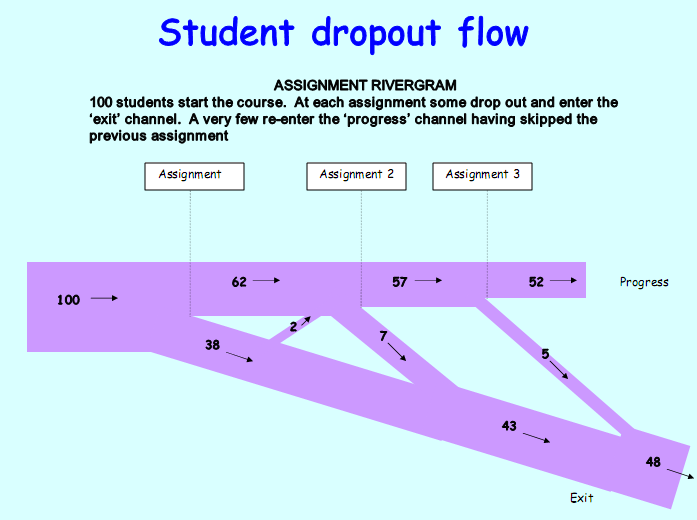 Student dropout flow
ASSIGNMENT RIVERGRAM
100 students start the course. At each assignment some drop out and enter the
‘exit’ channel. A very few re-enter the ‘progress’ channel having skipped the
previous assignment
Assignment
Assignment 2
Assignment 3
62
57
52
Progress
100
2
7
38
5
43
48
Exit